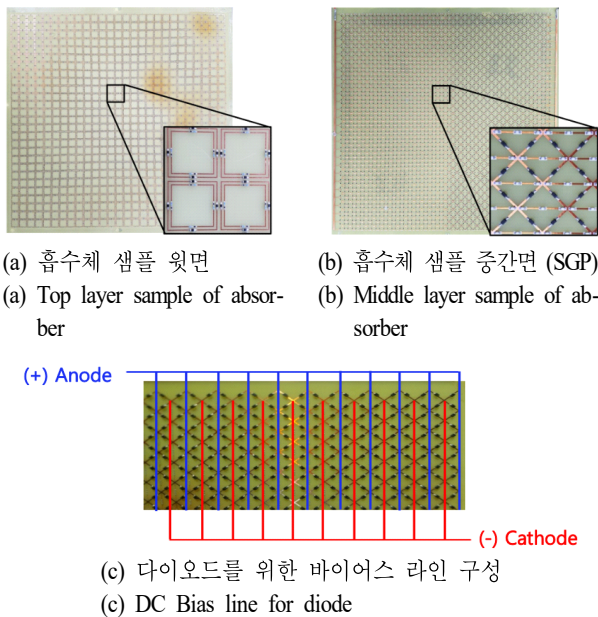 (a) 흡수체 샘플 윗면
(a) Top layer sample of absor-
ber
(b) 흡수체 샘플 중간면 (SGP)
(b) Middle layer sample of ab-
sorber
(+) Anode
(-) Cathode
(c) 다이오드를 위한 바이어스 라인 구성
(c) DC Bias line for diode